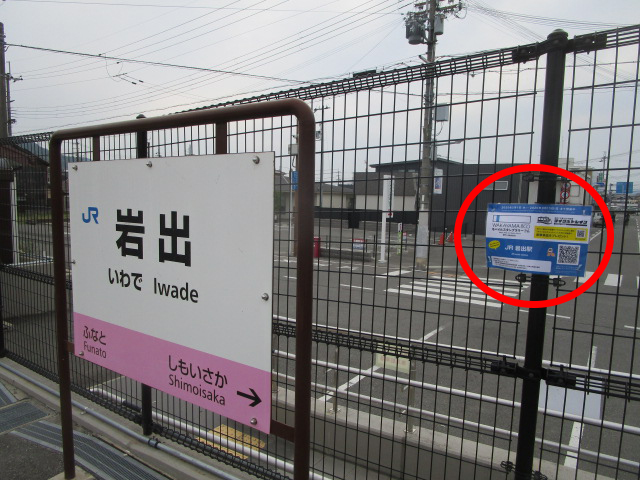 JR
岩出
いわで Iwade
ふなと
Funato
しもいさか
Shimoisaka
WAKAYAMA
JR 岩出駅